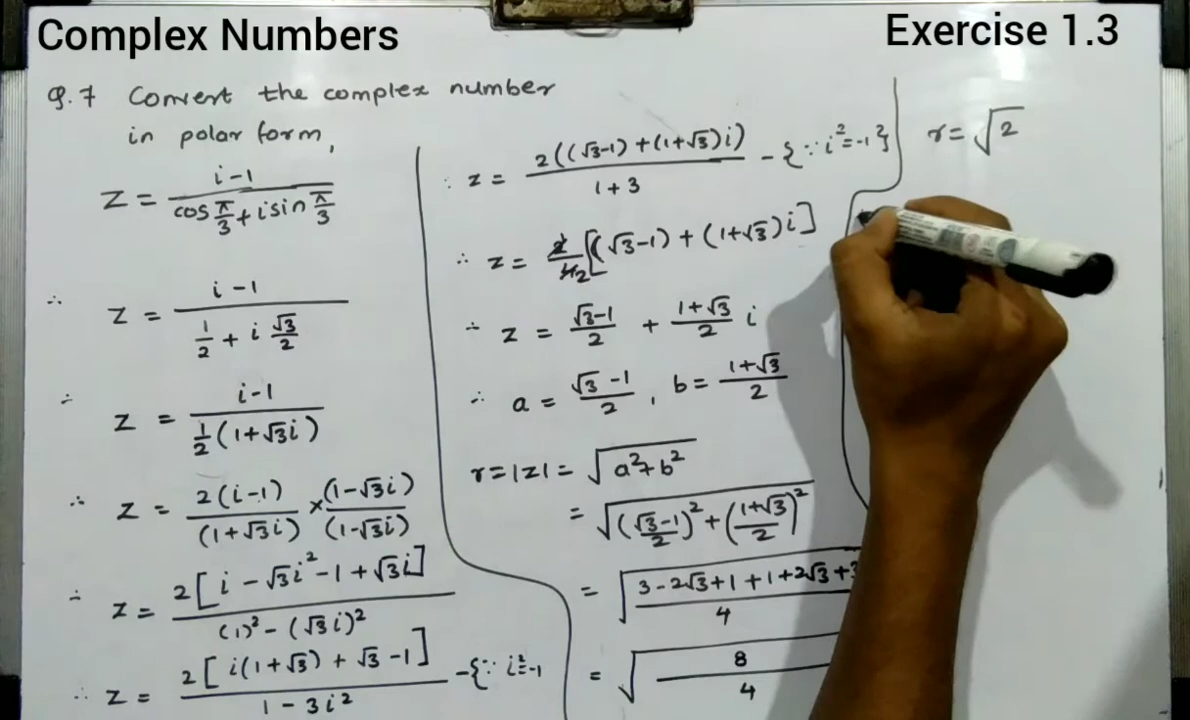 Complex Numbers
Exercise 1.3
Q.7 Convert the complex number
in polar form,
z = (i-1)/(cos π/3 + i sin π/3)
∴ z = (i-1)/(1/2 + i √3/2)
∴ z = (i-1)/(1/2 (1+√3i))
∴ z = 2(i-1)/(1+√3i) × (1-√3i)/(1-√3i)
∴ z = 2[i - √3i² - 1 + √3i]/((1)² - (√3i)²)
∴ z = 2[i(1+√3) + √3 - 1]/(1 - 3i²) - {∵ i²=-1
∴ z = 2((√3-1) + (1+√3)i)/(1+3) - {∵ i²=-1}
∴ z = 2/4 2 [(√3-1) + (1+√3)i]
∴ z = (√3-1)/2 + (1+√3)/2 i
∴ a = (√3-1)/2, b = (1+√3)/2
r = |z| = √(a²+b²)
= √(((√3-1)/2)² + ((1+√3)/2)²)
= √((3-2√3+1+1+2√3+3)/4)
= √(8/4)
r = √2